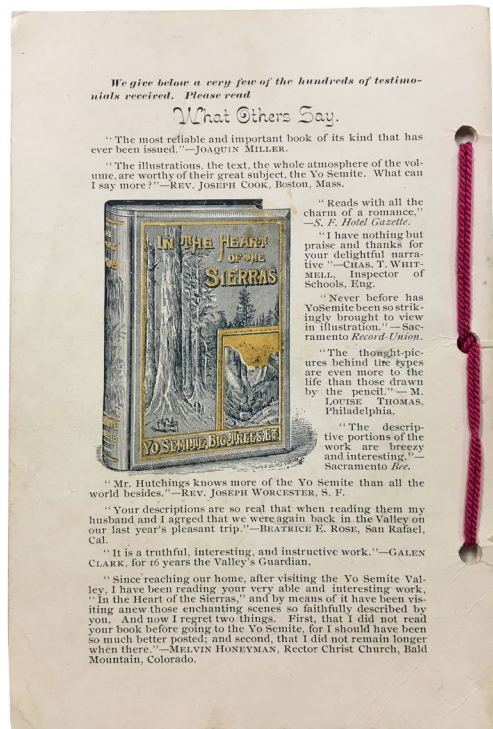 We give below a very few of the hundreds of testimo-
nials received. Please read
What Others Say.
"The most reliable and important book of its kind that has
ever been issued."—JOAQUIN MILLER.
"The illustrations, the text, the whole atmosphere of the vol-
ume, are worthy of their great subject, the Yo Semite. What can
I say more?"—REV. JOSEPH COOK, Boston, Mass.
IN THE HEART
OF THE
SIERRAS
YO SEMITE, BIG TREES, ETC.
"Reads with all the
charm of a romance."
—S. F. Hotel Gazette.
"I have nothing but
praise and thanks for
your delightful narra-
tive"—CHAS. T. WHIT-
MELL, Inspector of
Schools, Eng.
"Never before has
YoSemite been so strik-
ingly brought to view
in illustration."—Sac-
ramento Record-Union.
"The thought-pic-
ures behind the types
are even more to the
life than those drawn
by the pencil."—M.
LOUISE THOMAS,
Philadelphia.
"The descrip-
tive portions of the
work are breezy
and interesting."—
Sacramento Bee.
"Mr. Hutchings knows more of the Yo Semite than all the
world besides."—REV. JOSEPH WORCESTER, S. F.
"Your descriptions are so real that when reading them my
husband and I agreed that we were again back in the Valley on
our last year's pleasant trip."—BEATRICE E. ROSE, San Rafael,
Cal.
"It is a truthful, interesting, and instructive work."—GALEN
CLARK, for 16 years the Valley's Guardian.
"Since reaching our home, after visiting the Yo Semite Val-
ley, I have been reading your very able and interesting work,
"In the Heart of the Sierras," and by means of it have been vis-
iting anew those enchanting scenes so faithfully described by
you. And now I regret two things. First, that I did not read
your book before going to the Yo Semite, for I should have been
so much better posted; and second, that I did not remain longer
when there."—MELVIN HONEYMAN, Rector Christ Church, Bald
Mountain, Colorado.